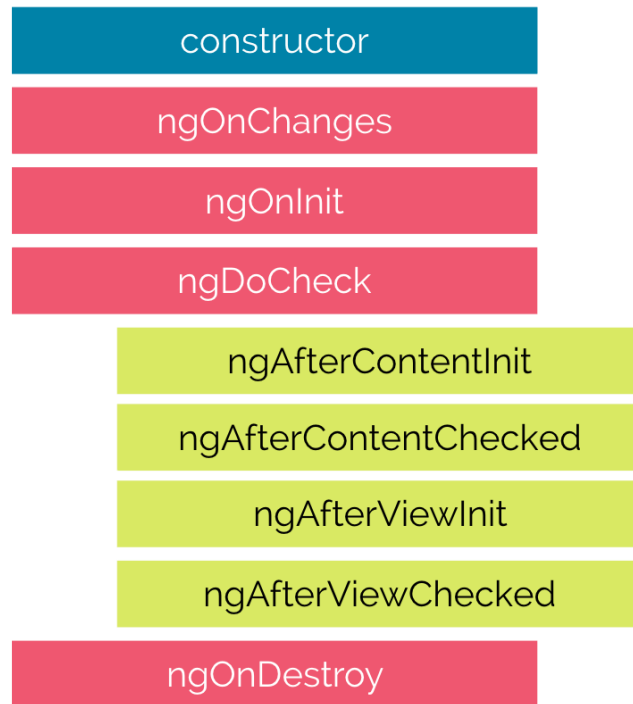 constructor
ngOnChanges
ngOnInit
ngDoCheck
ngAfterContentInit
ngAfterContentChecked
ngAfterViewInit
ngAfterViewChecked
ngOnDestroy